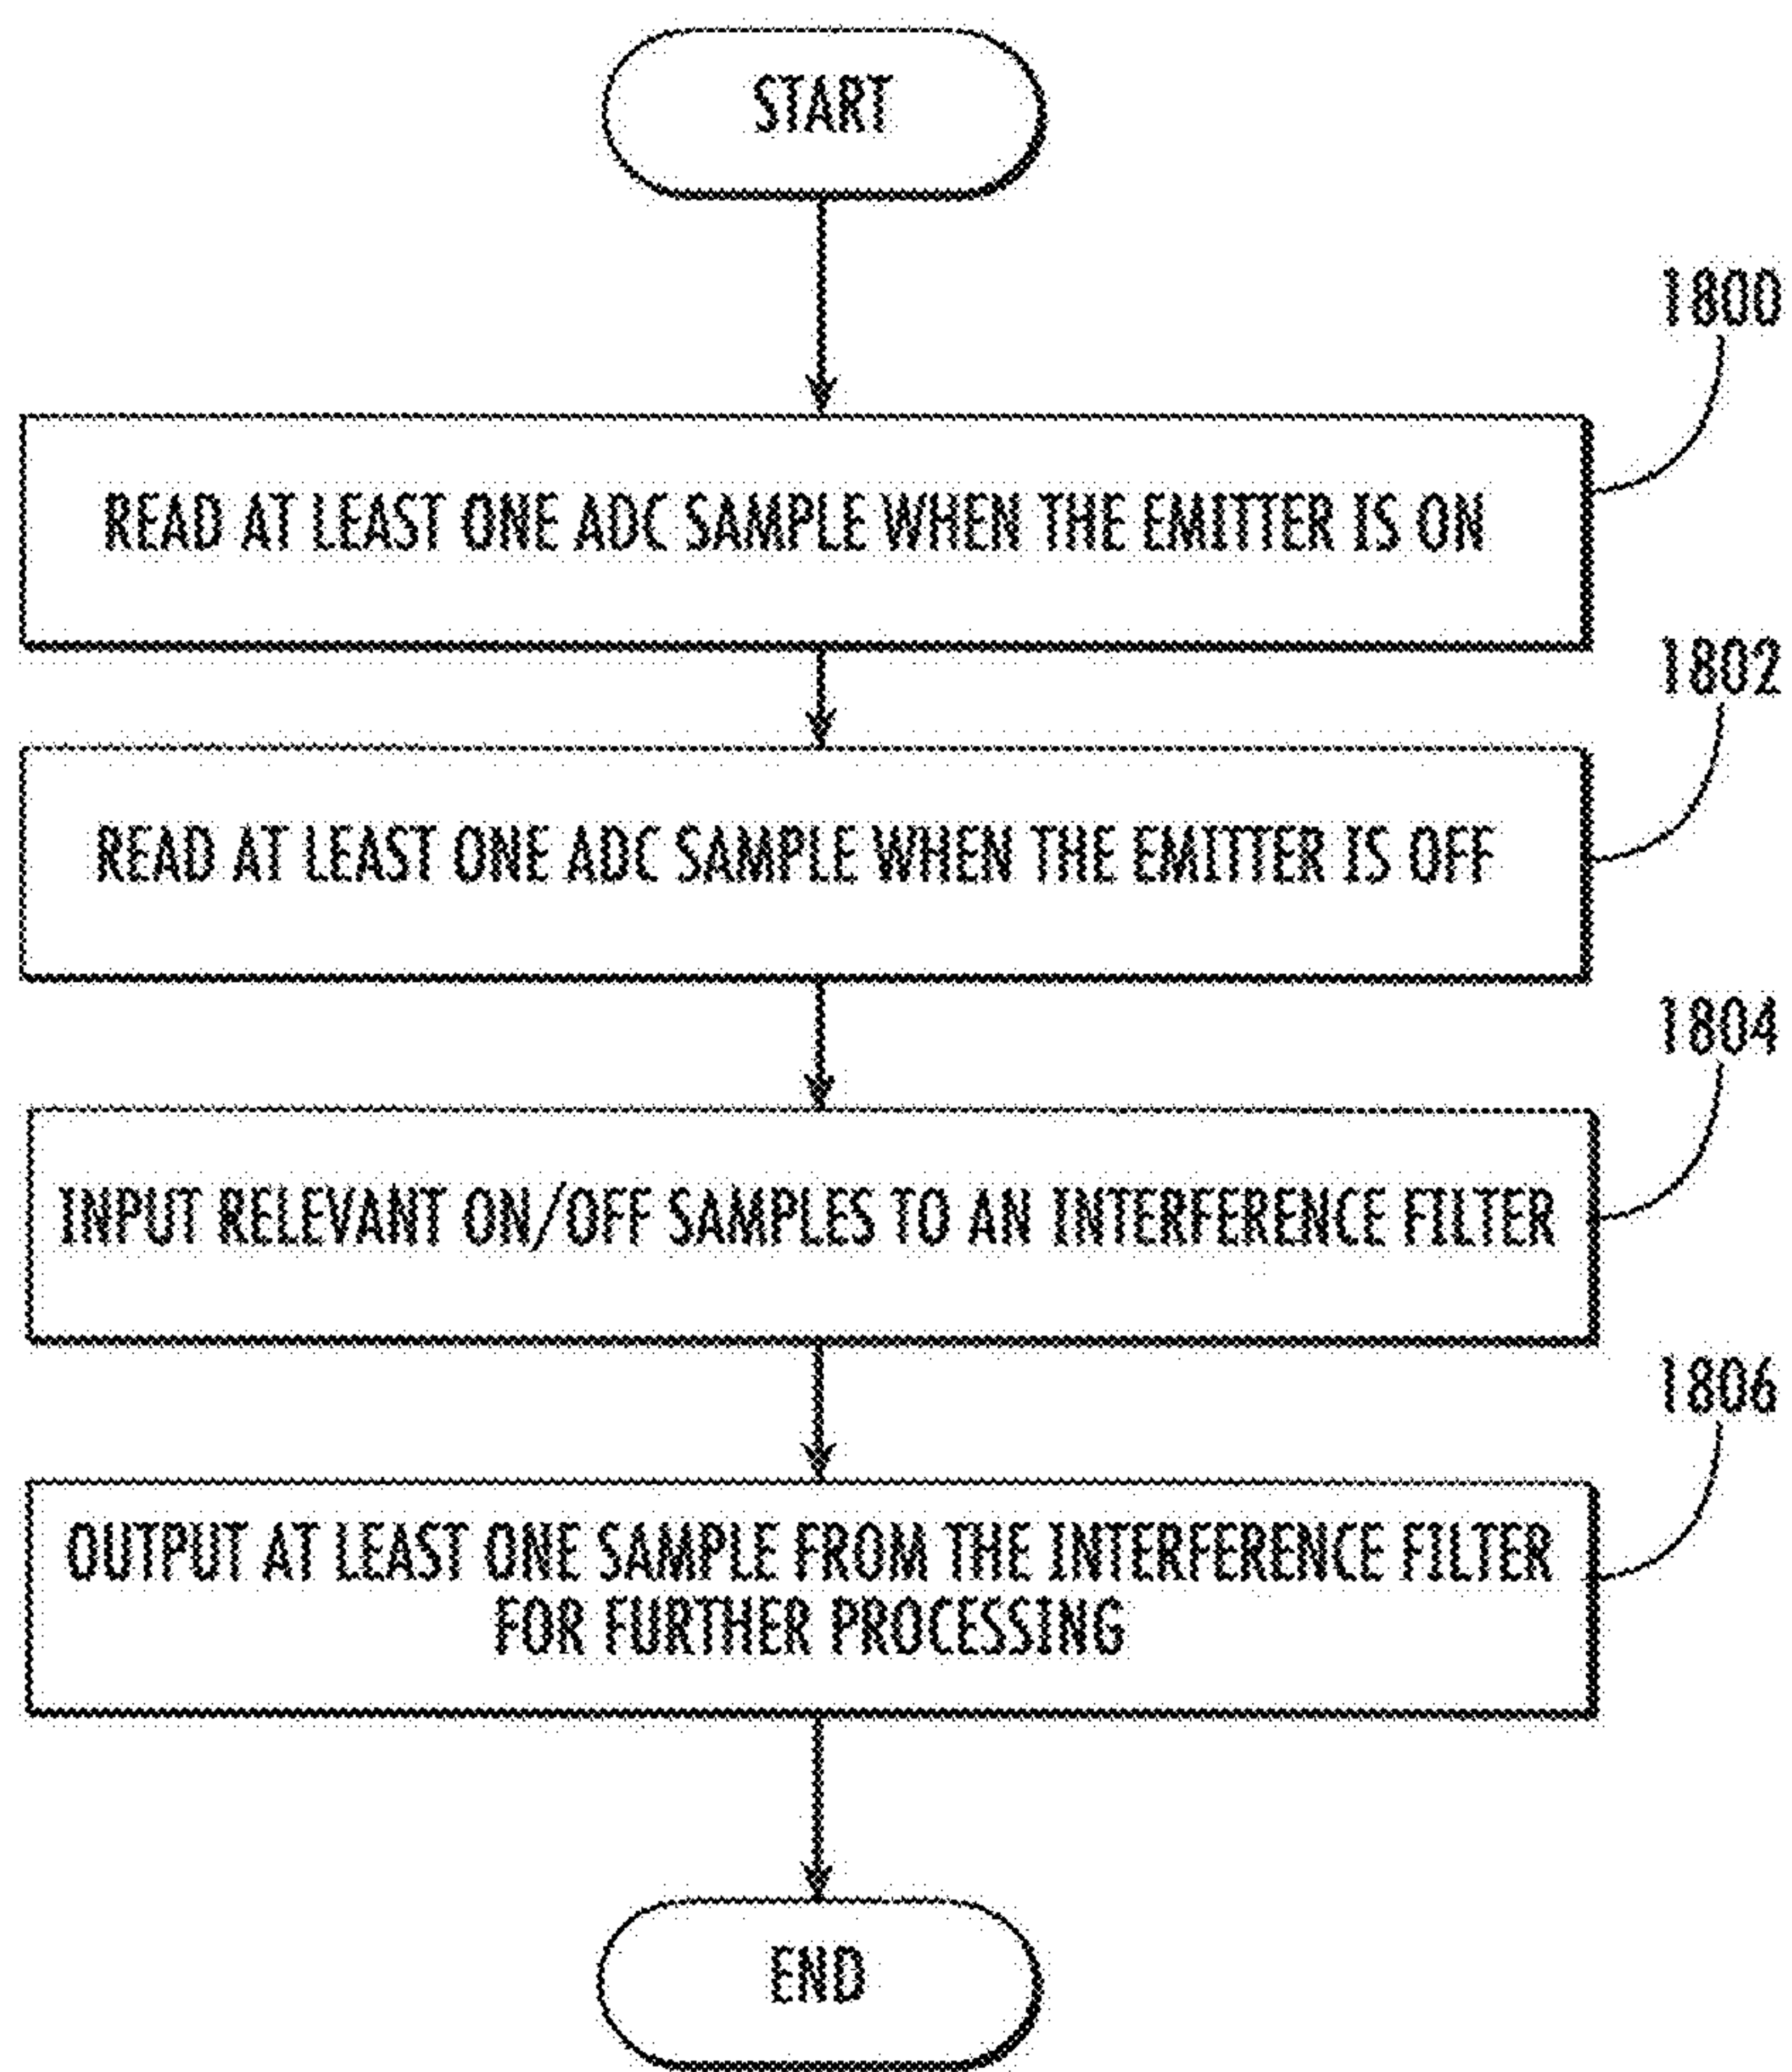 START
1800
READ AT LEAST ONE ADC SAMPLE WHEN THE EMITTER IS ON
1802
READ AT LEAST ONE ADC SAMPLE WHEN THE EMITTER IS OFF
1804
INPUT RELEVANT ON/OFF SAMPLES TO AN INTERFERENCE FILTER
1806
OUTPUT AT LEAST ONE SAMPLE FROM THE INTERFERENCE FILTER
FOR FURTHER PROCESSING
END